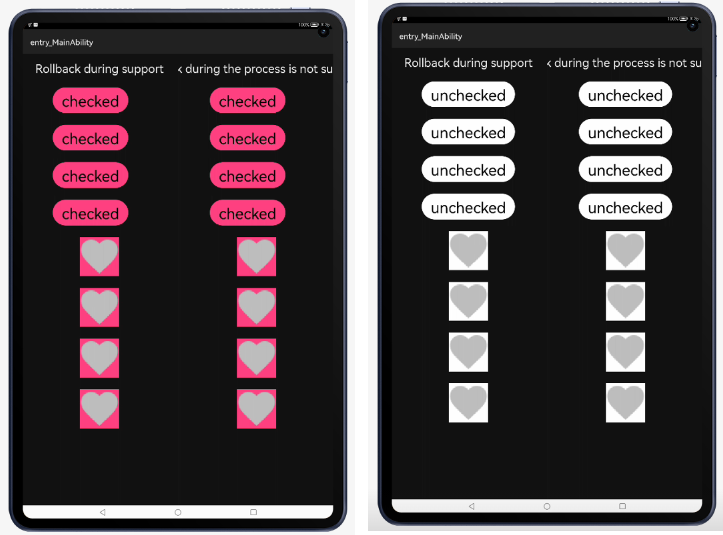 100%
entry_MainAbility
Rollback during support
k during the process is not su
checked
checked
checked
checked
checked
checked
checked
checked
100%
entry_MainAbility
Rollback during support
k during the process is not su
unchecked
unchecked
unchecked
unchecked
unchecked
unchecked
unchecked
unchecked